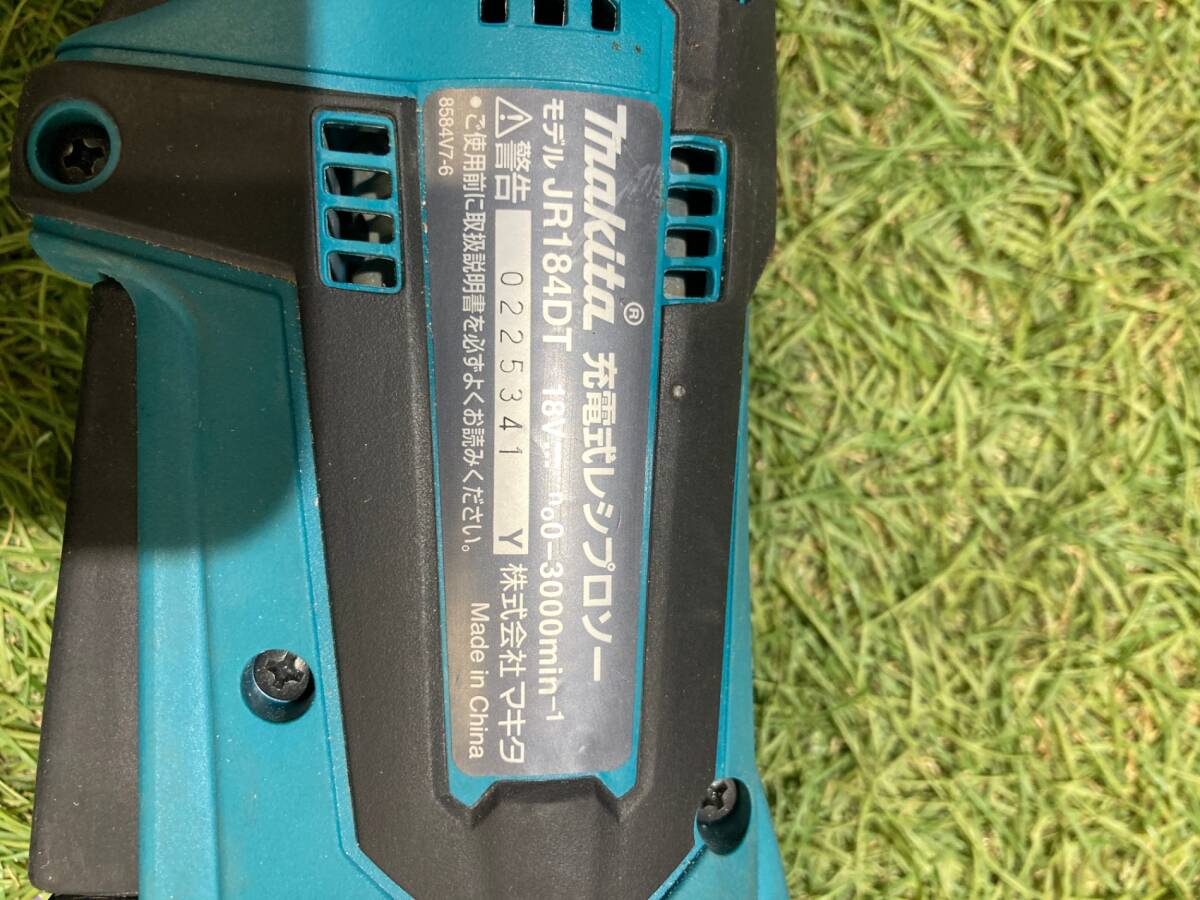 makita® 充電式レシプロソー
モデル JR184DT 18V⎓ n₀0-3000min⁻¹
⚠警告 0225341 Y 株式会社 マキタ
●ご使用前に取扱説明書を必ずよくお読みください。 Made in China
8584V7-6